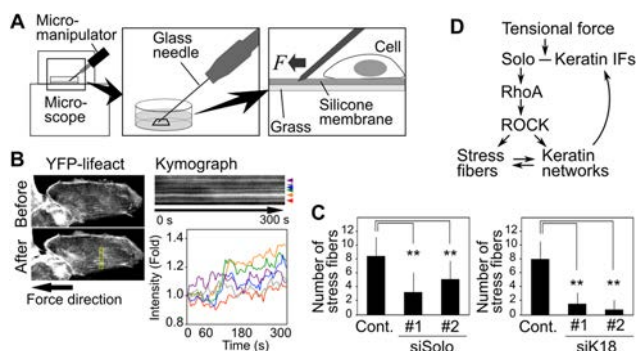 A
Micro-
manipulator
Micro-
scope
Glass
needle
F
Cell
Grass
Silicone
membrane
B
YFP-lifeact
Before
After
Force direction
Kymograph
0 s
300 s
Intensity (Fold)
1.4
1.2
1.0
0.8
0
60
120
180
240
300
Time (s)
C
Number of
stress fibers
12
10
8
6
4
2
0
**
**
Cont.
#1
#2
siSolo
Number of
stress fibers
12
10
8
6
4
2
0
**
**
Cont.
#1
#2
siK18
D
Tensional force
Solo – Keratin IFs
RhoA
ROCK
Stress
fibers
Keratin
networks